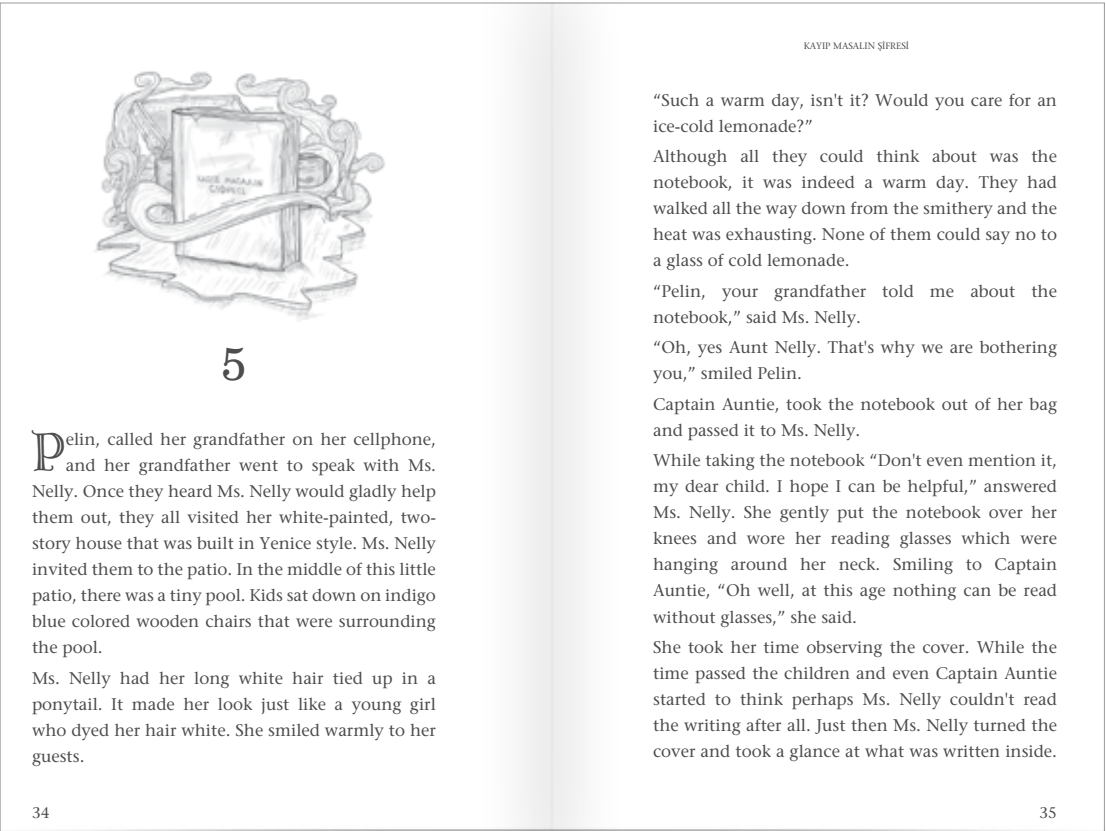 KAYIP MASALIN
ŞİFRESİ
5
Pelin, called her grandfather on her cellphone,
and her grandfather went to speak with Ms.
Nelly. Once they heard Ms. Nelly would gladly help
them out, they all visited her white-painted, two-
story house that was built in Yenice style. Ms. Nelly
invited them to the patio. In the middle of this little
patio, there was a tiny pool. Kids sat down on indigo
blue colored wooden chairs that were surrounding
the pool.
Ms. Nelly had her long white hair tied up in a
ponytail. It made her look just like a young girl
who dyed her hair white. She smiled warmly to her
guests.
34
KAYIP MASALIN ŞİFRESİ
“Such a warm day, isn't it? Would you care for an
ice-cold lemonade?”
Although all they could think about was the
notebook, it was indeed a warm day. They had
walked all the way down from the smithery and the
heat was exhausting. None of them could say no to
a glass of cold lemonade.
“Pelin, your grandfather told me about the
notebook,” said Ms. Nelly.
“Oh, yes Aunt Nelly. That's why we are bothering
you,” smiled Pelin.
Captain Auntie, took the notebook out of her bag
and passed it to Ms. Nelly.
While taking the notebook “Don't even mention it,
my dear child. I hope I can be helpful,” answered
Ms. Nelly. She gently put the notebook over her
knees and wore her reading glasses which were
hanging around her neck. Smiling to Captain
Auntie, “Oh well, at this age nothing can be read
without glasses,” she said.
She took her time observing the cover. While the
time passed the children and even Captain Auntie
started to think perhaps Ms. Nelly couldn't read
the writing after all. Just then Ms. Nelly turned the
cover and took a glance at what was written inside.
35